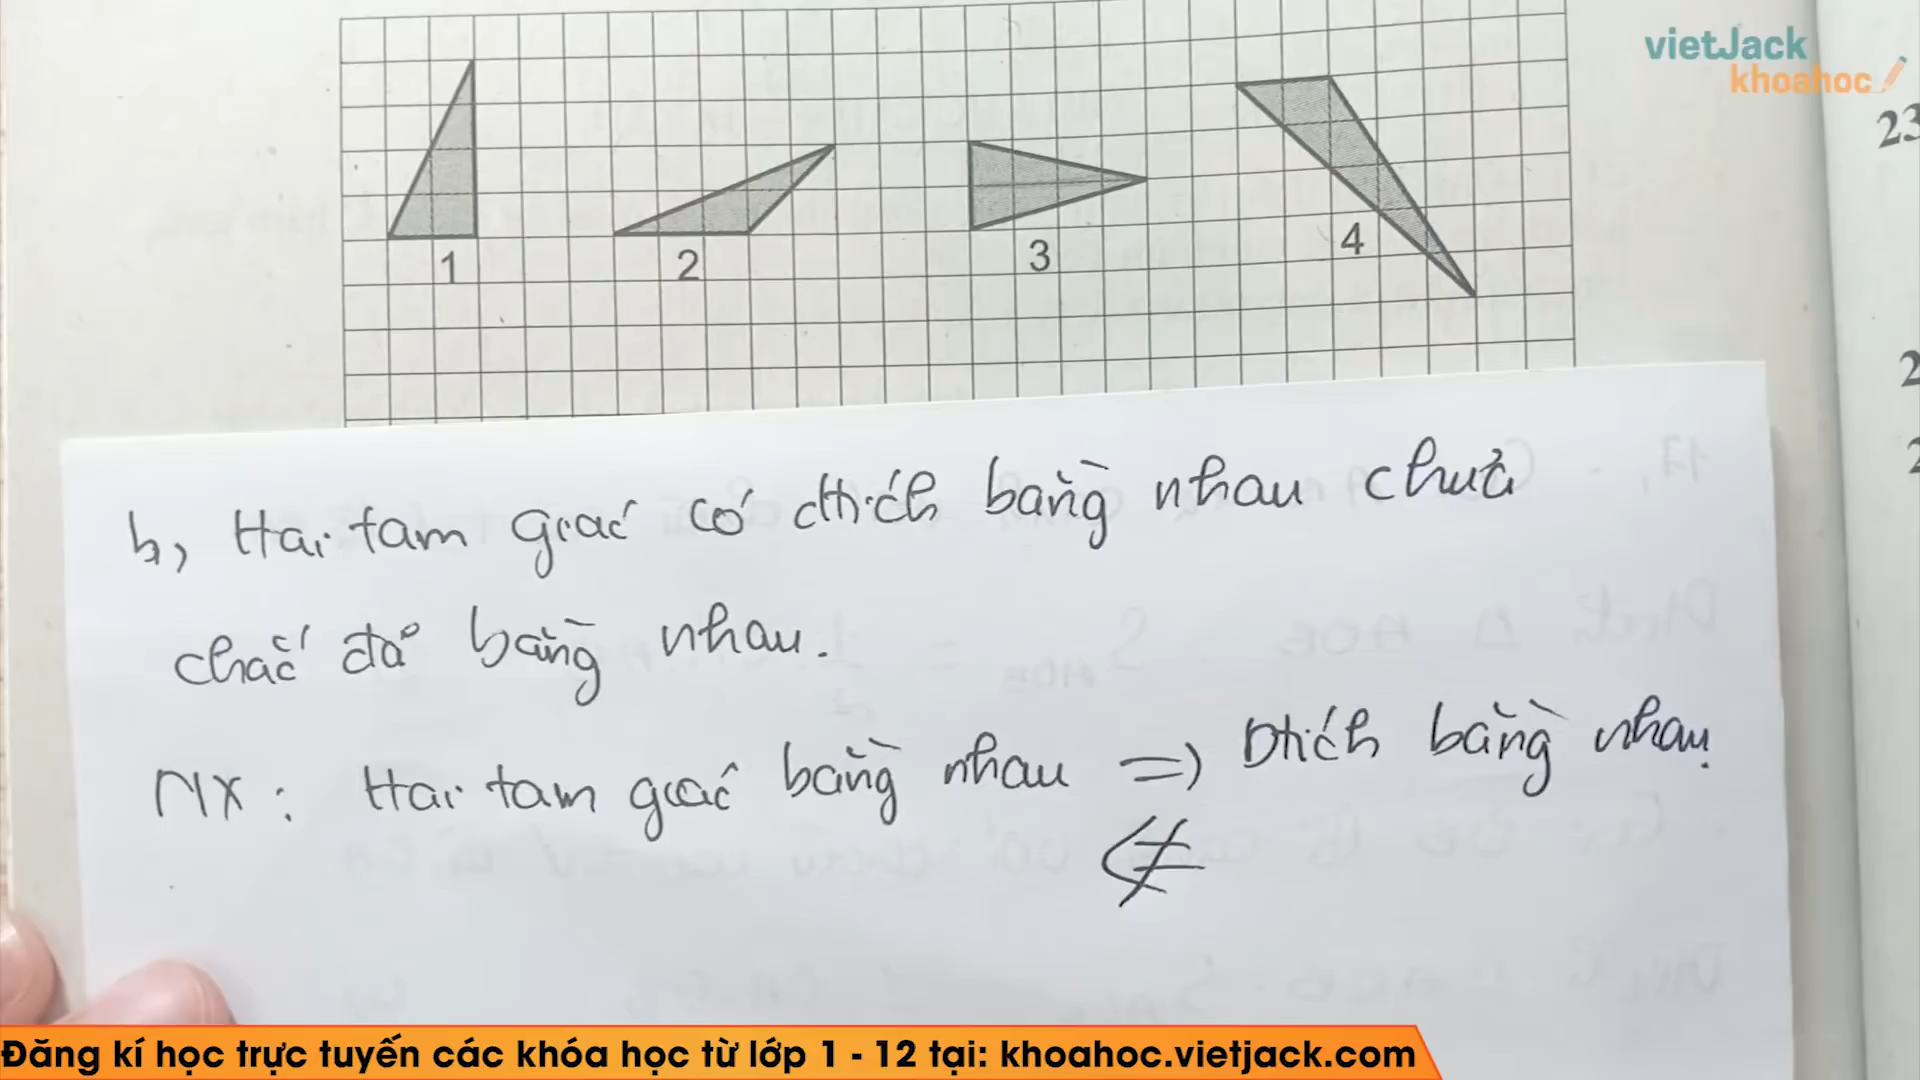 vietJack
khoahoc
23
1
2
3
4
2
2
b, Hai tam giác có dtích bằng nhau chưa
chắc đã bằng nhau.
NX: Hai tam giác bằng nhau => Dtích bằng nhau.
Đăng kí học trực tuyến các khóa học từ lớp 1 - 12 tại: khoahoc.vietjack.com